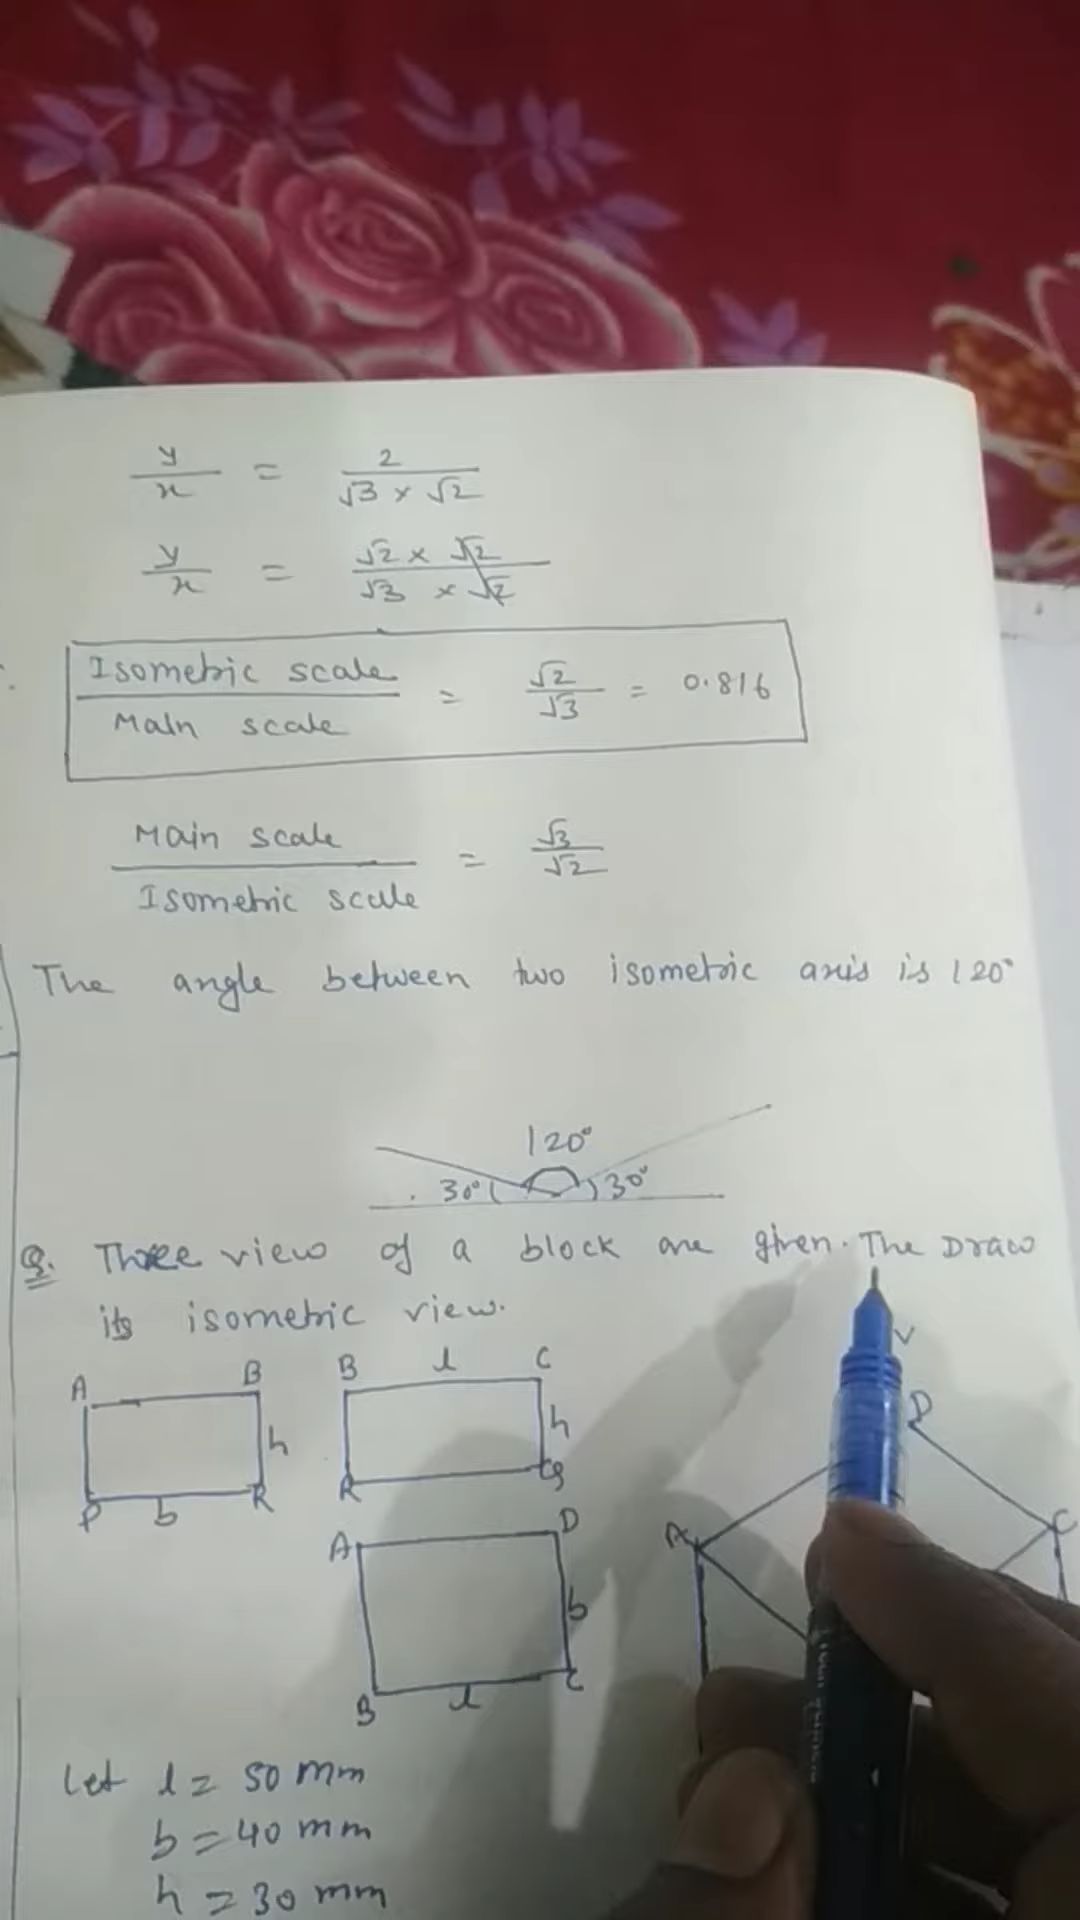 y/x = 2/(√3 × √2)
y/x = (√2 × √2)/(√3 × √2)
Isometric scale / Main scale = √2/√3 = 0.816
Main scale / Isometric scale = √3/√2
The angle between two isometric axis is 120°
120°
30° 30°
Q. Three view of a block are given. The Draw
its isometric view.
A B B l C
h h
P b R R Q
V
D
A D
A C
b
B l C
Let l = 50 mm
b = 40 mm
h = 30 mm